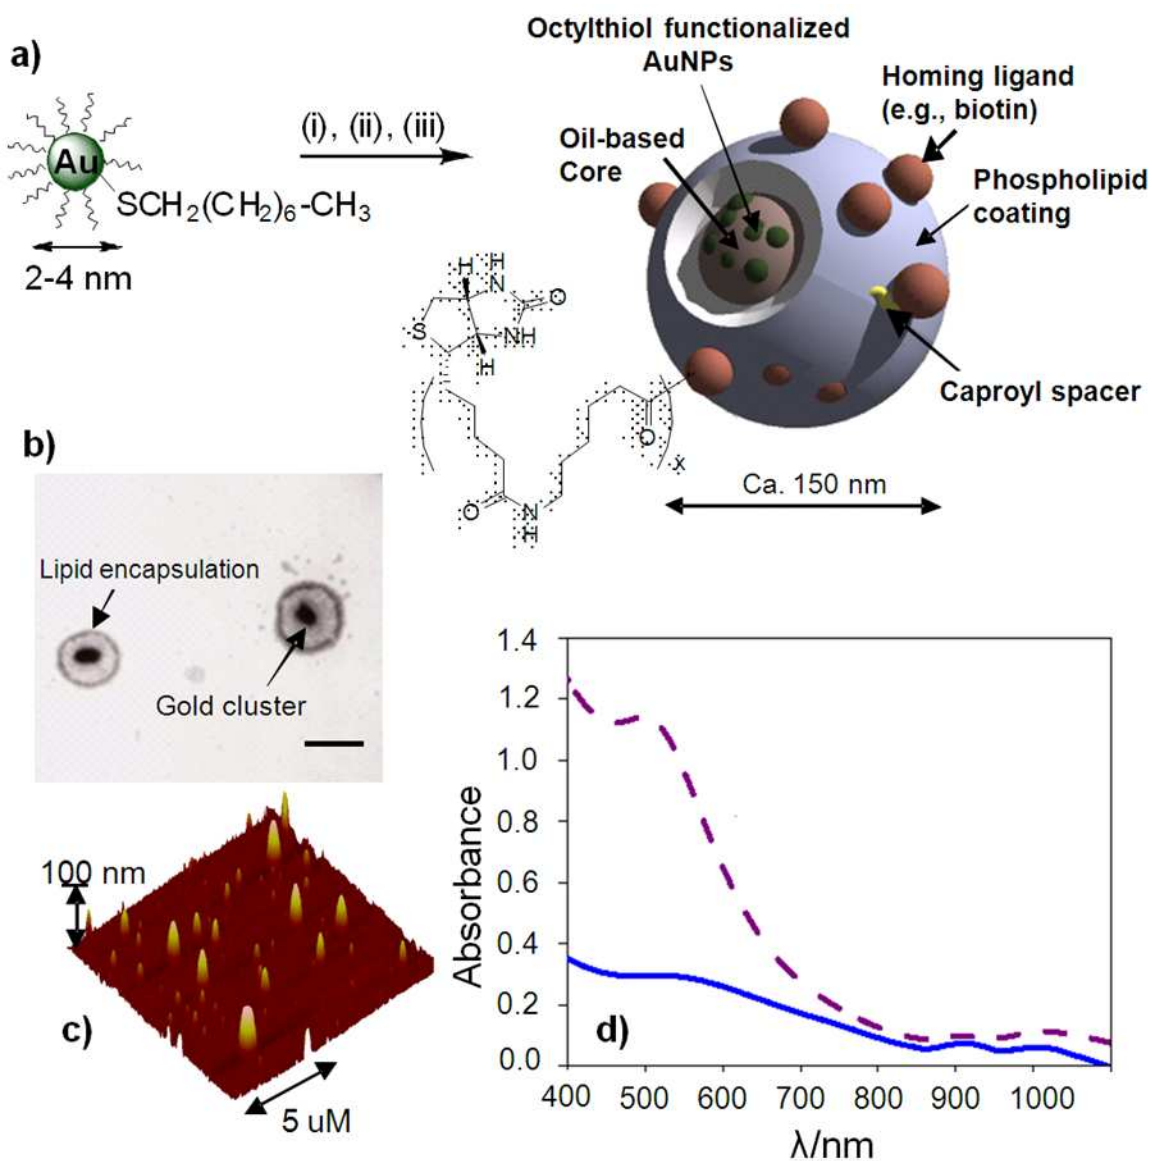 a)
Octylthiol functionalized
AuNPs
Homing ligand
(e.g., biotin)
Oil-based
Core
Phospholipid
coating
Au
(i), (ii), (iii)
SCH2(CH2)6-CH3
2-4 nm
H
H
N
O
S
NH
H
Caproyl spacer
O
x
O
N
H
Ca. 150 nm
b)
Lipid encapsulation
Gold cluster
100 nm
c)
5 uM
1.4
1.2
1.0
0.8
0.6
0.4
0.2
0.0
Absorbance
d)
400 500 600 700 800 900 1000
λ/nm